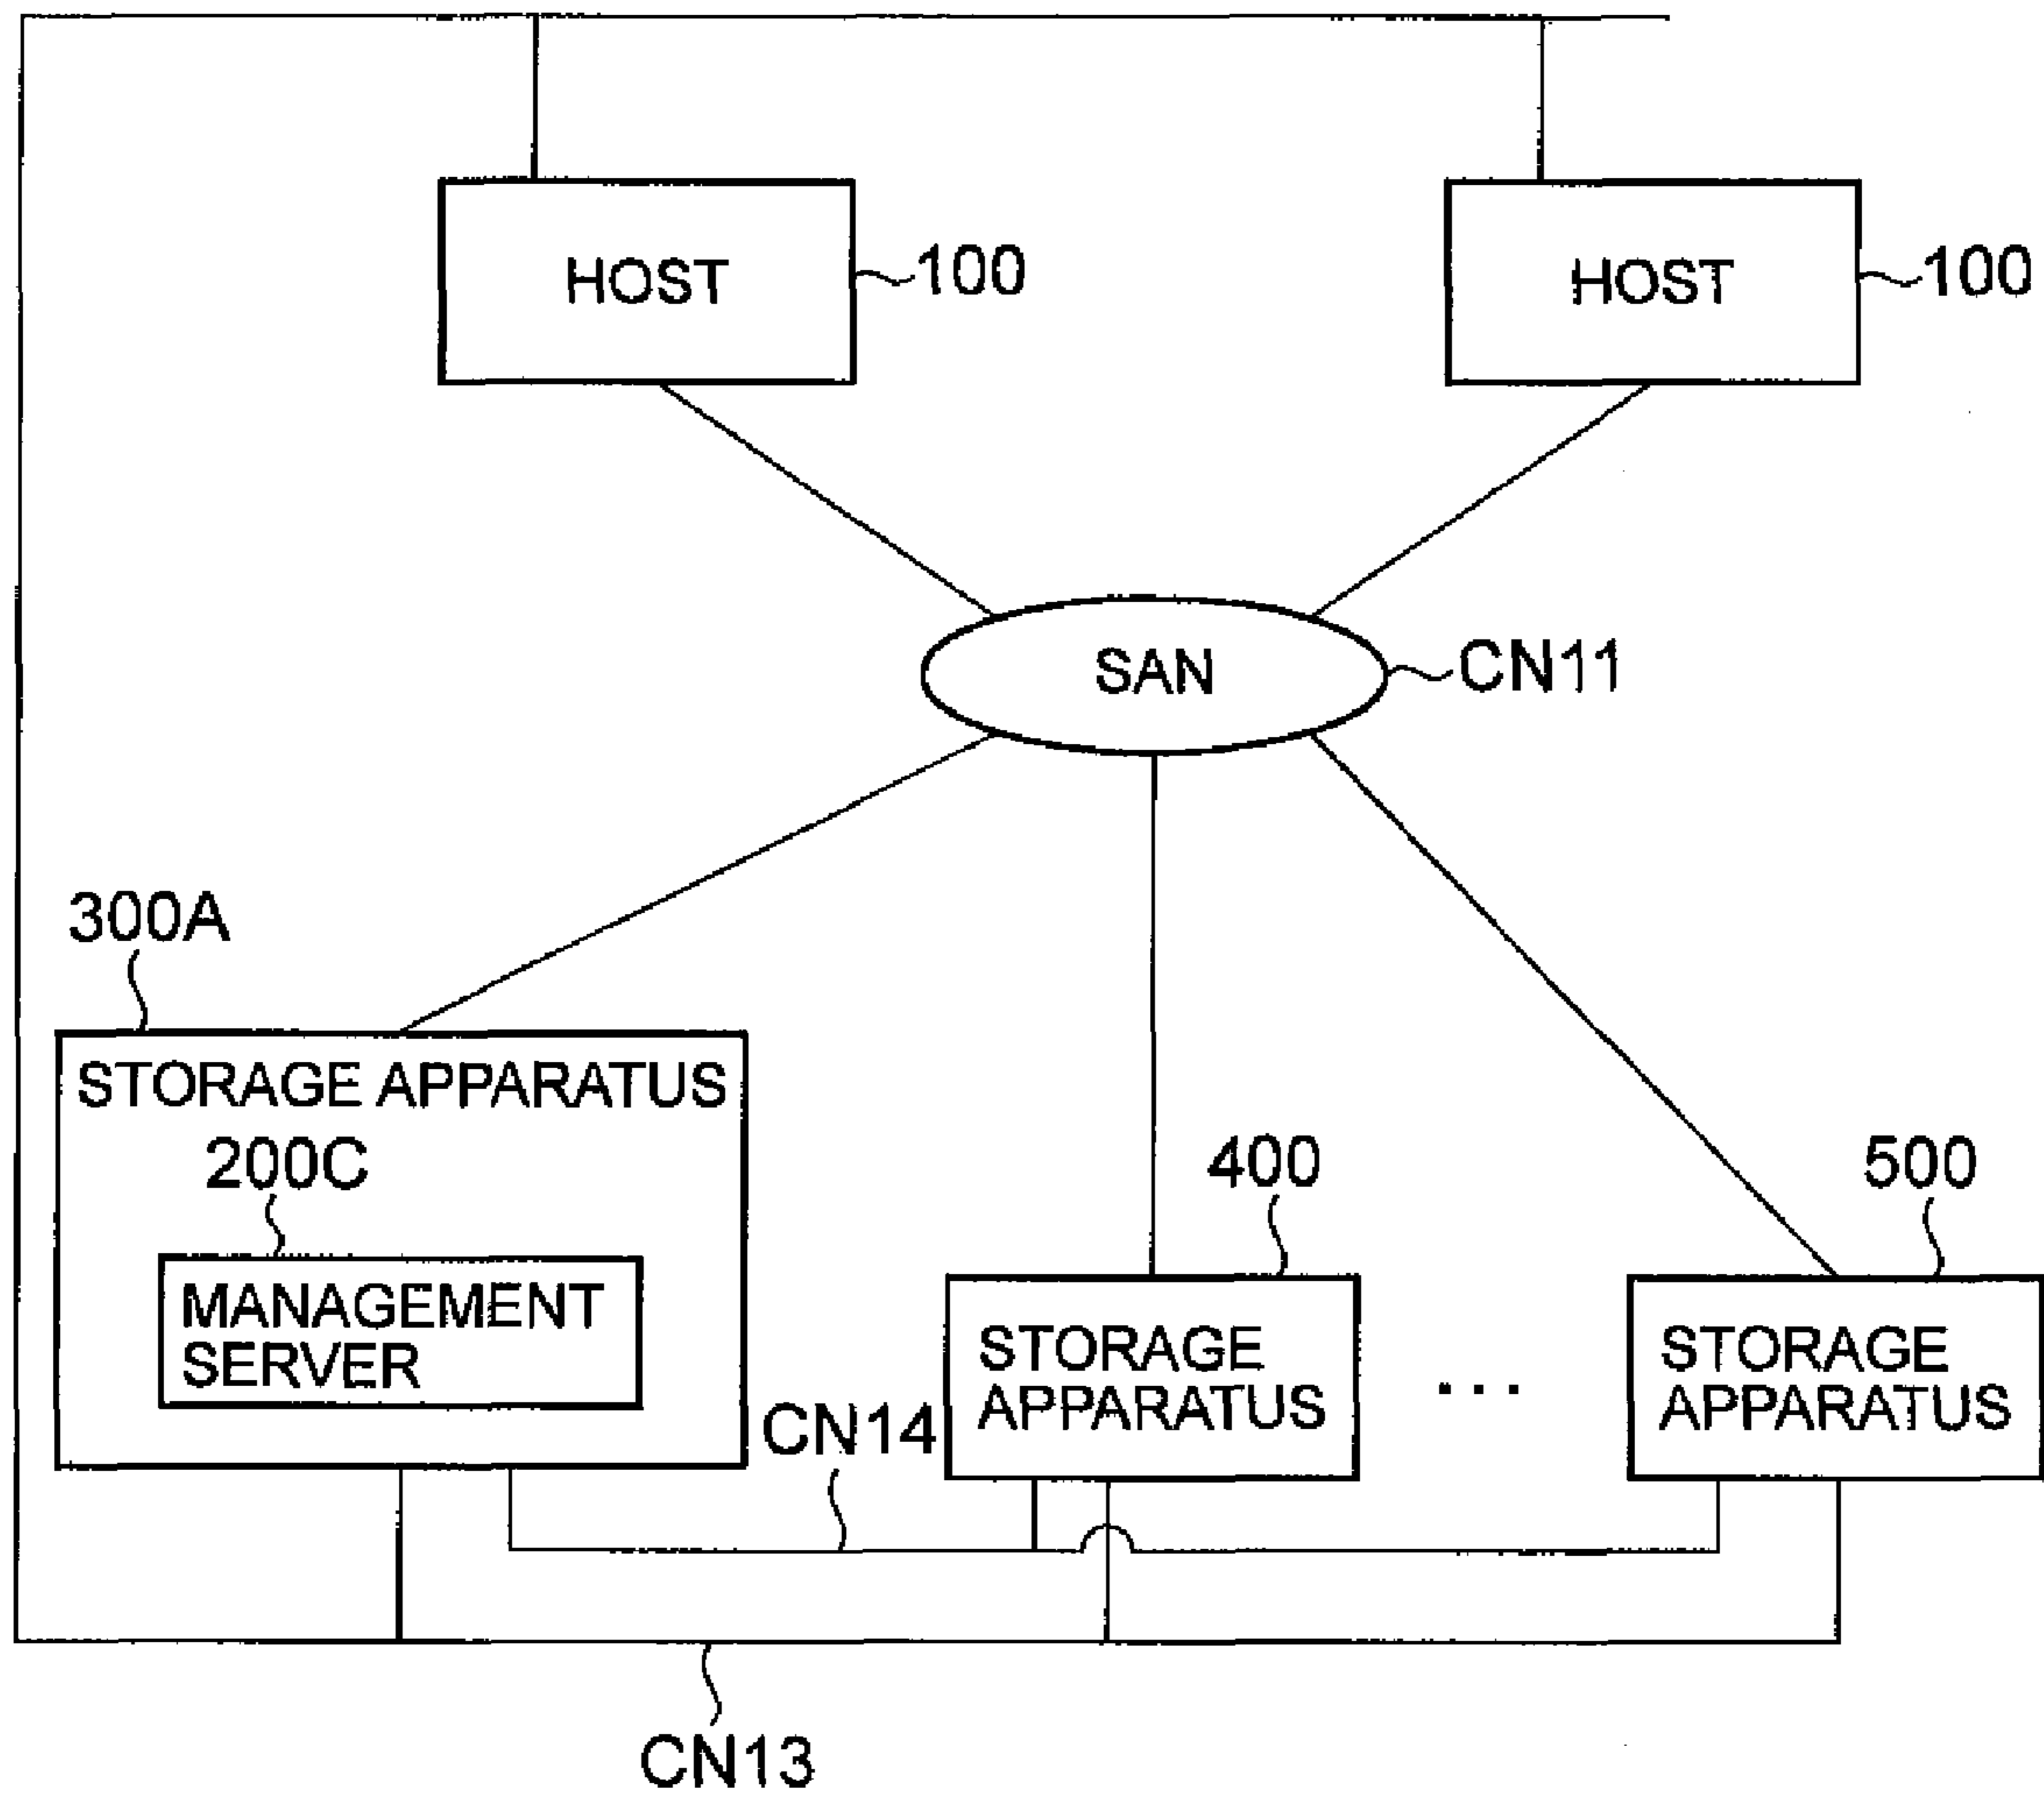 HOST
100
HOST
100
SAN
CN11
300A
STORAGE APPARATUS
200C
MANAGEMENT
SERVER
400
STORAGE
APPARATUS
...
500
STORAGE
APPARATUS
CN14
CN13